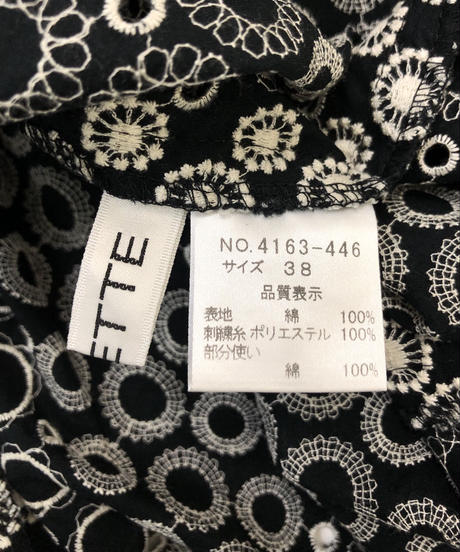 ETTE
NO.4163-446
サイズ 38
品質表示
表地 綿 100%
刺繍糸 ポリエステル 100%
部分使い
綿 100%